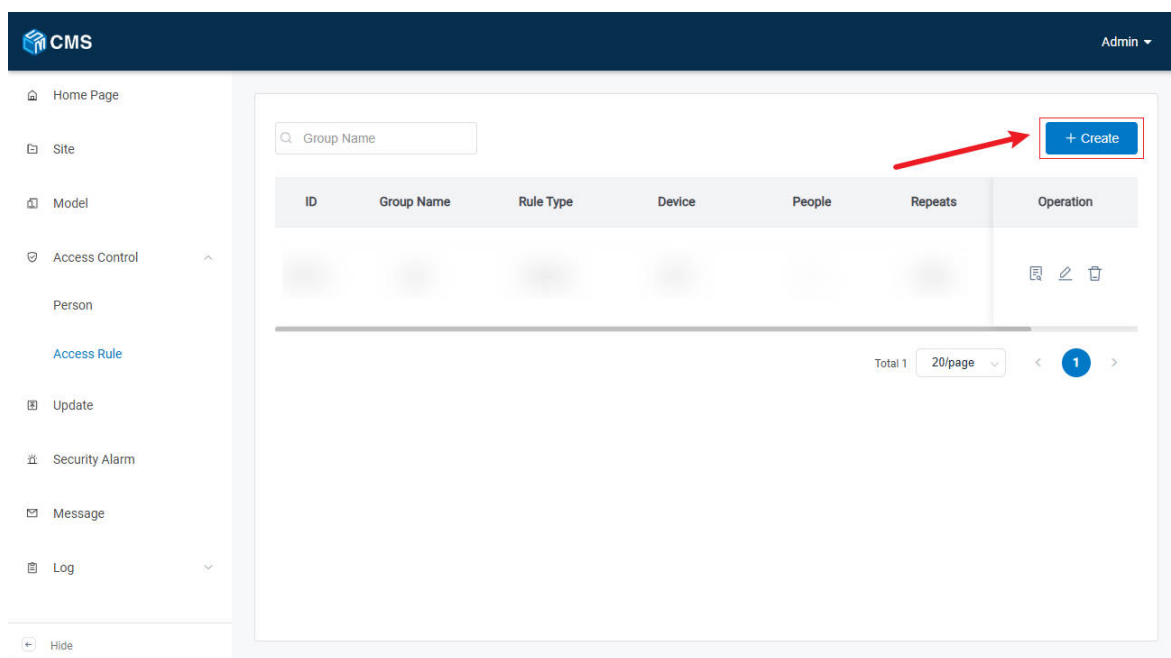 CMS
Admin
Home Page
Site
Model
Access Control
Person
Access Rule
Update
Security Alarm
Message
Log
Hide
Group Name
+ Create
ID Group Name Rule Type Device People Repeats Operation
Total 1 20/page < 1 >